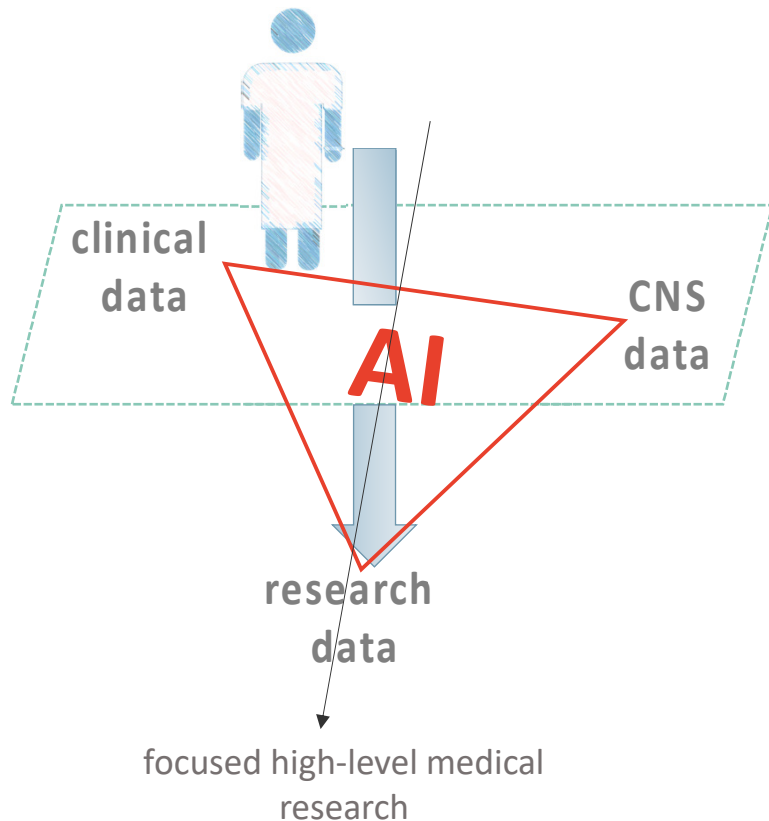 clinical
data
CNS
data
AI
research
data
focused high-level medical
research